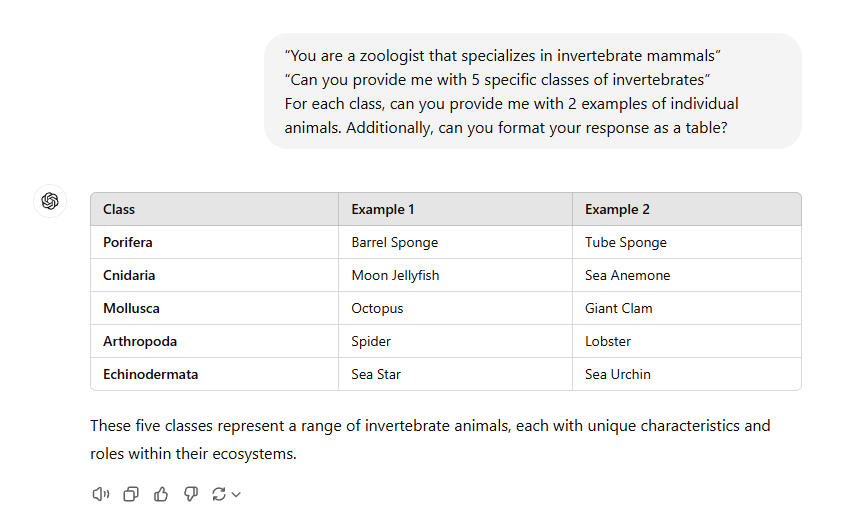 “You are a zoologist that specializes in invertebrate mammals”
“Can you provide me with 5 specific classes of invertebrates”
For each class, can you provide me with 2 examples of individual
animals. Additionally, can you format your response as a table?
Class Example 1 Example 2
Porifera Barrel Sponge Tube Sponge
Cnidaria Moon Jellyfish Sea Anemone
Mollusca Octopus Giant Clam
Arthropoda Spider Lobster
Echinodermata Sea Star Sea Urchin
These five classes represent a range of invertebrate animals, each with unique characteristics and
roles within their ecosystems.